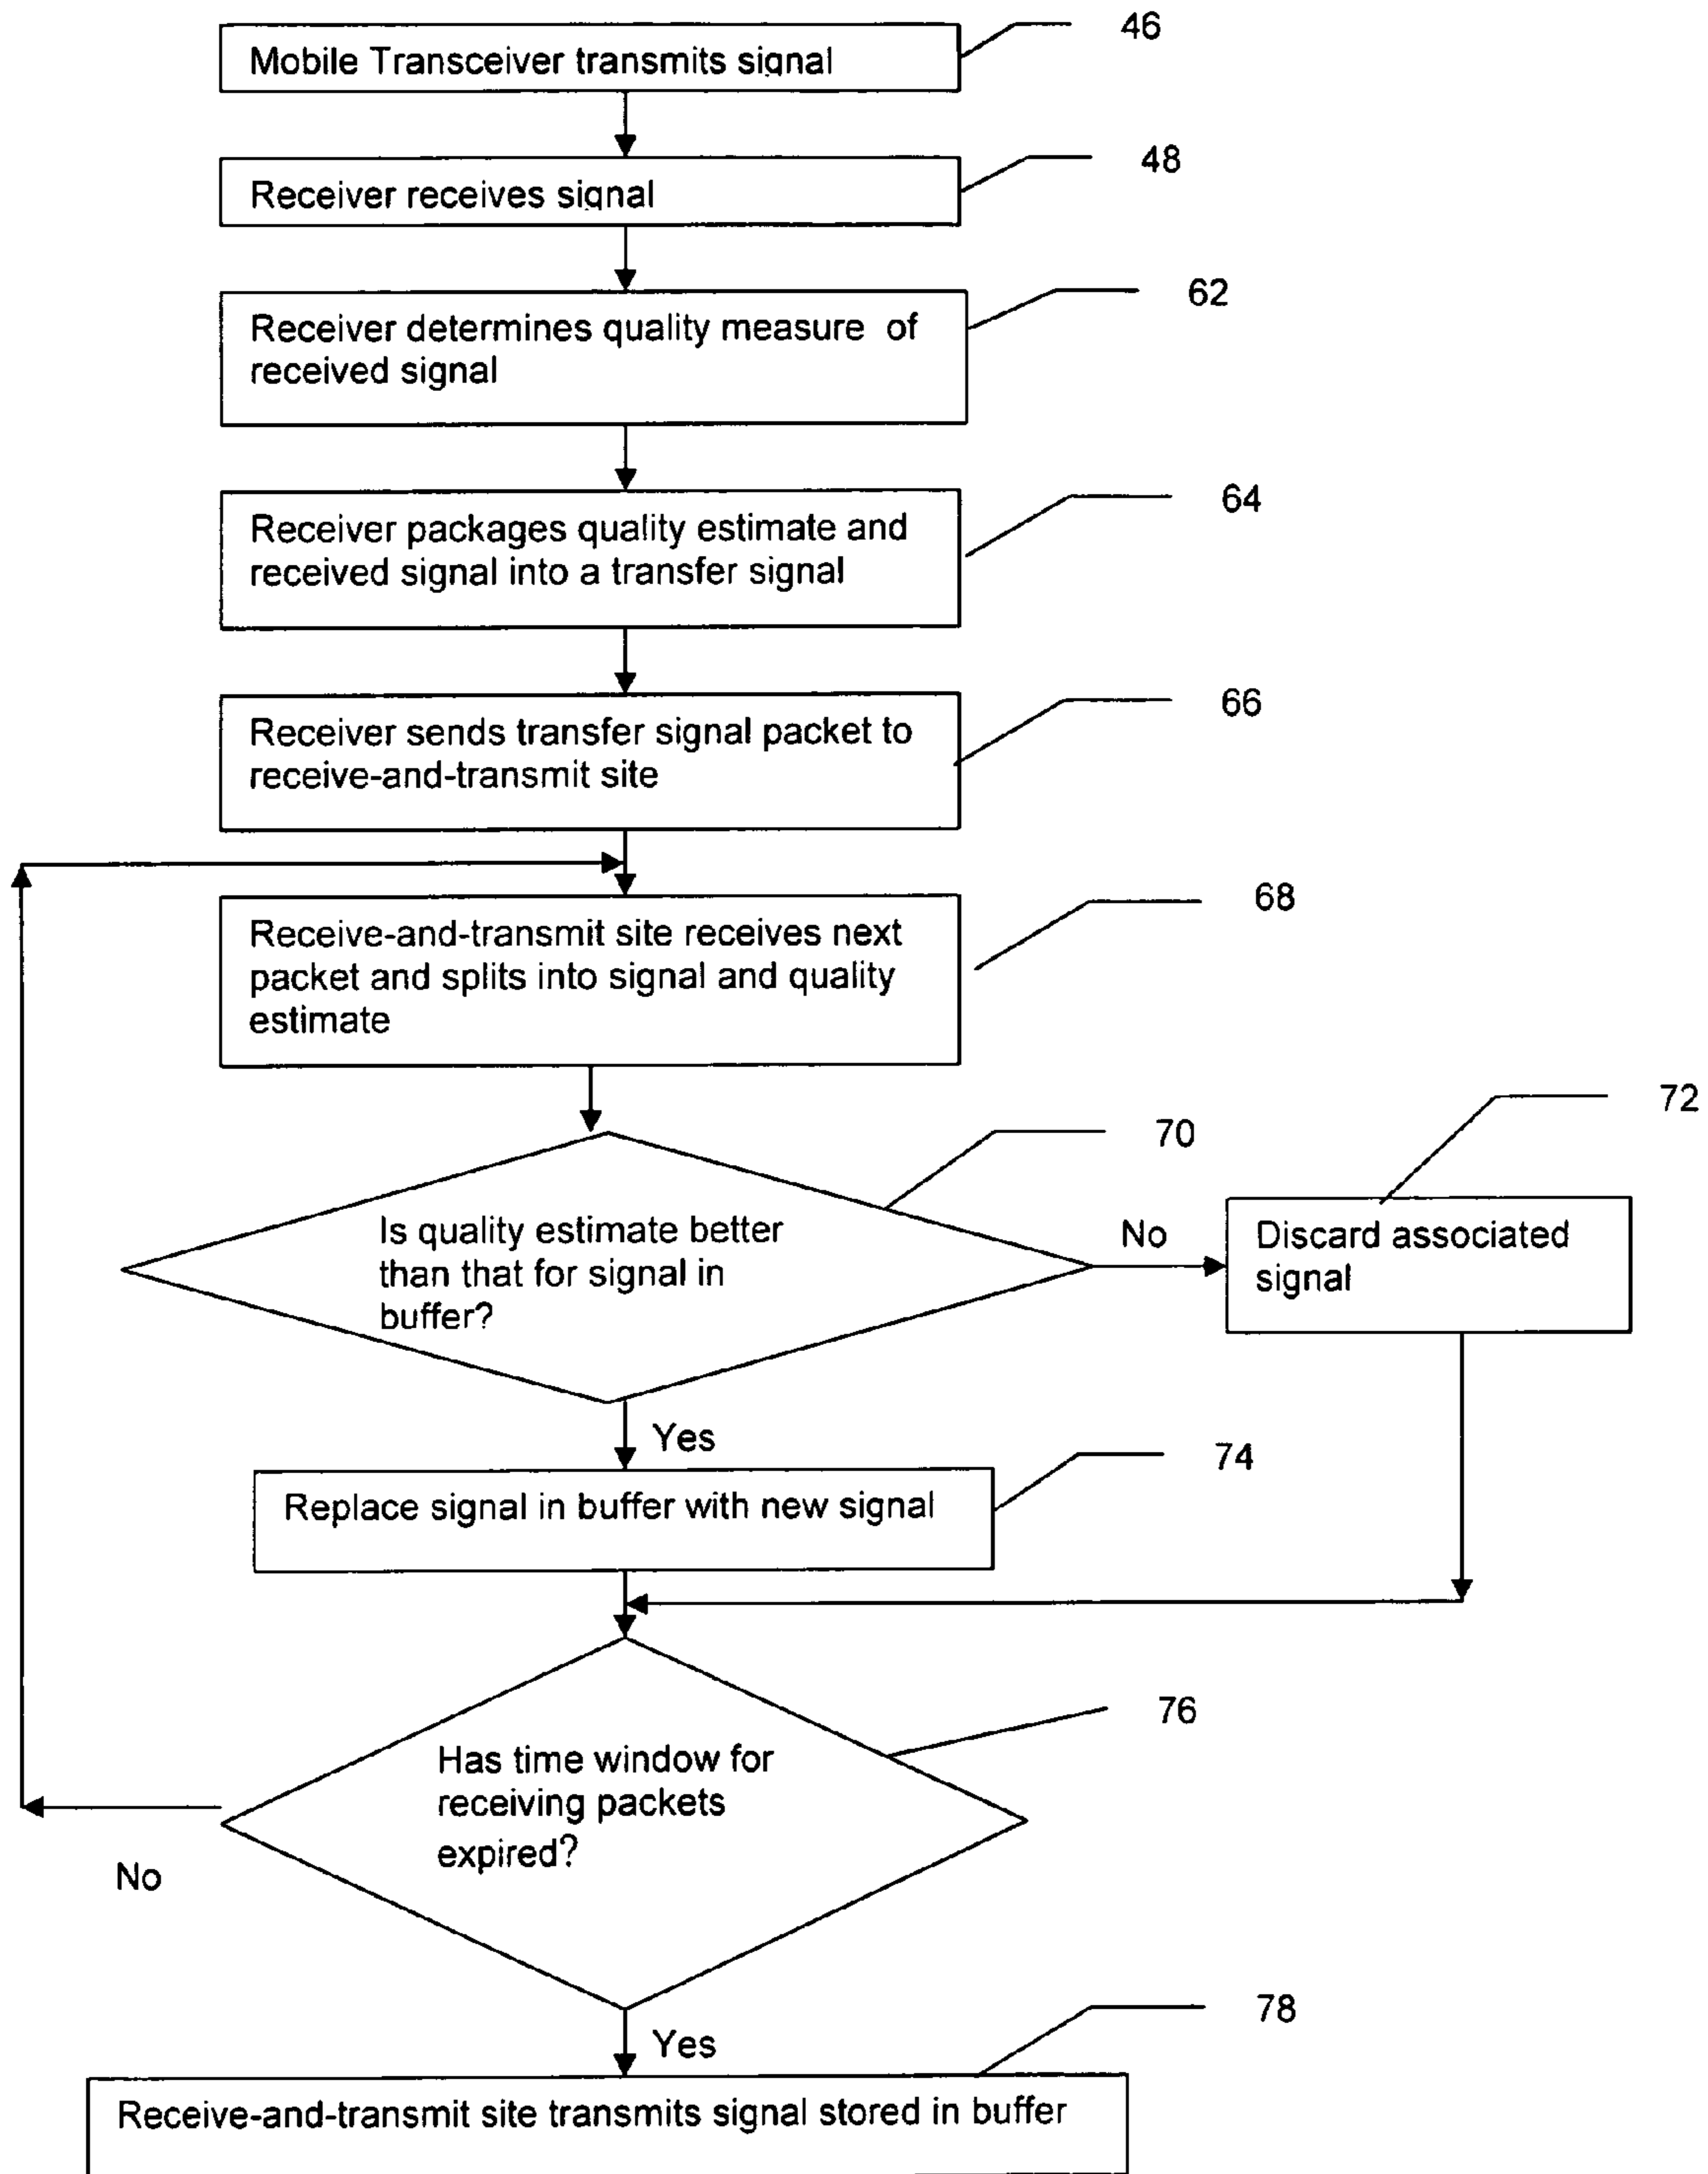 46
Mobile Transceiver transmits signal
48
Receiver receives signal
62
Receiver determines quality measure of
received signal
64
Receiver packages quality estimate and
received signal into a transfer signal
66
Receiver sends transfer signal packet to
receive-and-transmit site
68
Receive-and-transmit site receives next
packet and splits into signal and quality
estimate
72
70
Is quality estimate better
than that for signal in
buffer?
No
Discard associated
signal
Yes
74
Replace signal in buffer with new signal
76
Has time window for
receiving packets
expired?
No
78
Yes
Receive-and-transmit site transmits signal stored in buffer